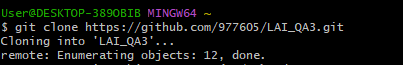 User@DESKTOP-389OBIB MINGW64 ~
$ git clone https://github.com/977605/LAI_QA3.git
Cloning into 'LAI_QA3'...
remote: Enumerating objects: 12, done.